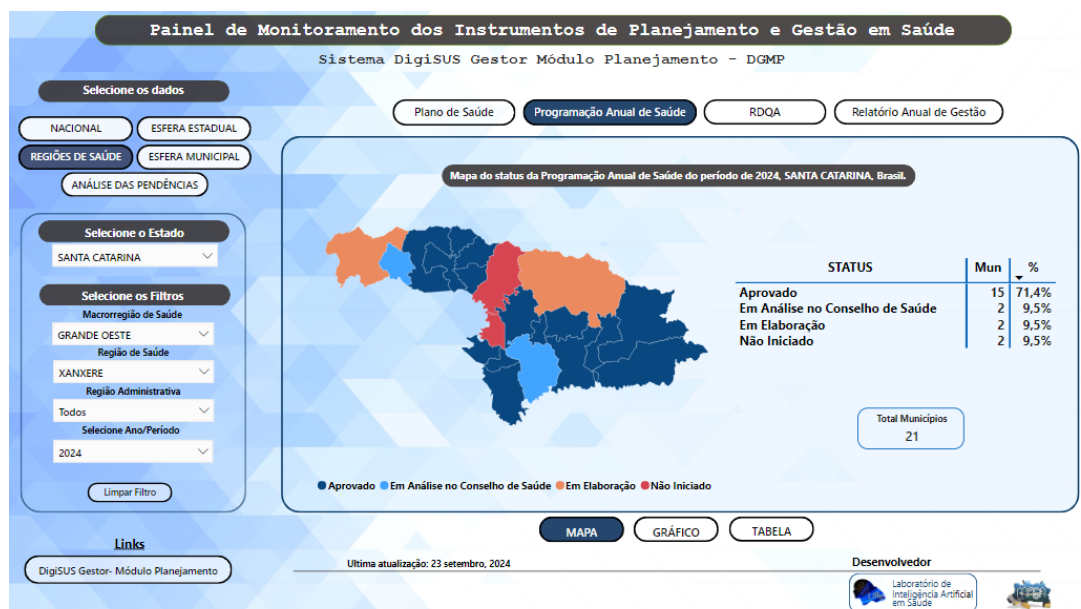 Painel de Monitoramento dos Instrumentos de Planejamento e Gestão em Saúde
Sistema DigiSUS Gestor Módulo Planejamento - DGMP
Selecione os dados
NACIONAL
ESFERA ESTADUAL
REGIÕES DE SAÚDE
ESFERA MUNICIPAL
ANÁLISE DAS PENDÊNCIAS
Plano de Saúde
Programação Anual de Saúde
RDQA
Relatório Anual de Gestão
Selecione o Estado
SANTA CATARINA
Selecione os Filtros
Macrorregião de Saúde
GRANDE OESTE
Região de Saúde
XANXERE
Região Administrativa
Todos
Selecione Ano/Período
2024
Limpar Filtro
Mapa do status da Programação Anual de Saúde do período de 2024, SANTA CATARINA, Brasil.
STATUS Mun %
Aprovado 15 71,4%
Em Análise no Conselho de Saúde 2 9,5%
Em Elaboração 2 9,5%
Não Iniciado 2 9,5%
Total Municípios
21
Aprovado Em Análise no Conselho de Saúde Em Elaboração Não Iniciado
MAPA
GRÁFICO
TABELA
Links
DigiSUS Gestor- Módulo Planejamento
Ultima atualização: 23 setembro, 2024
Desenvolvedor
Laboratório de
Inteligência Artificial
em Saúde